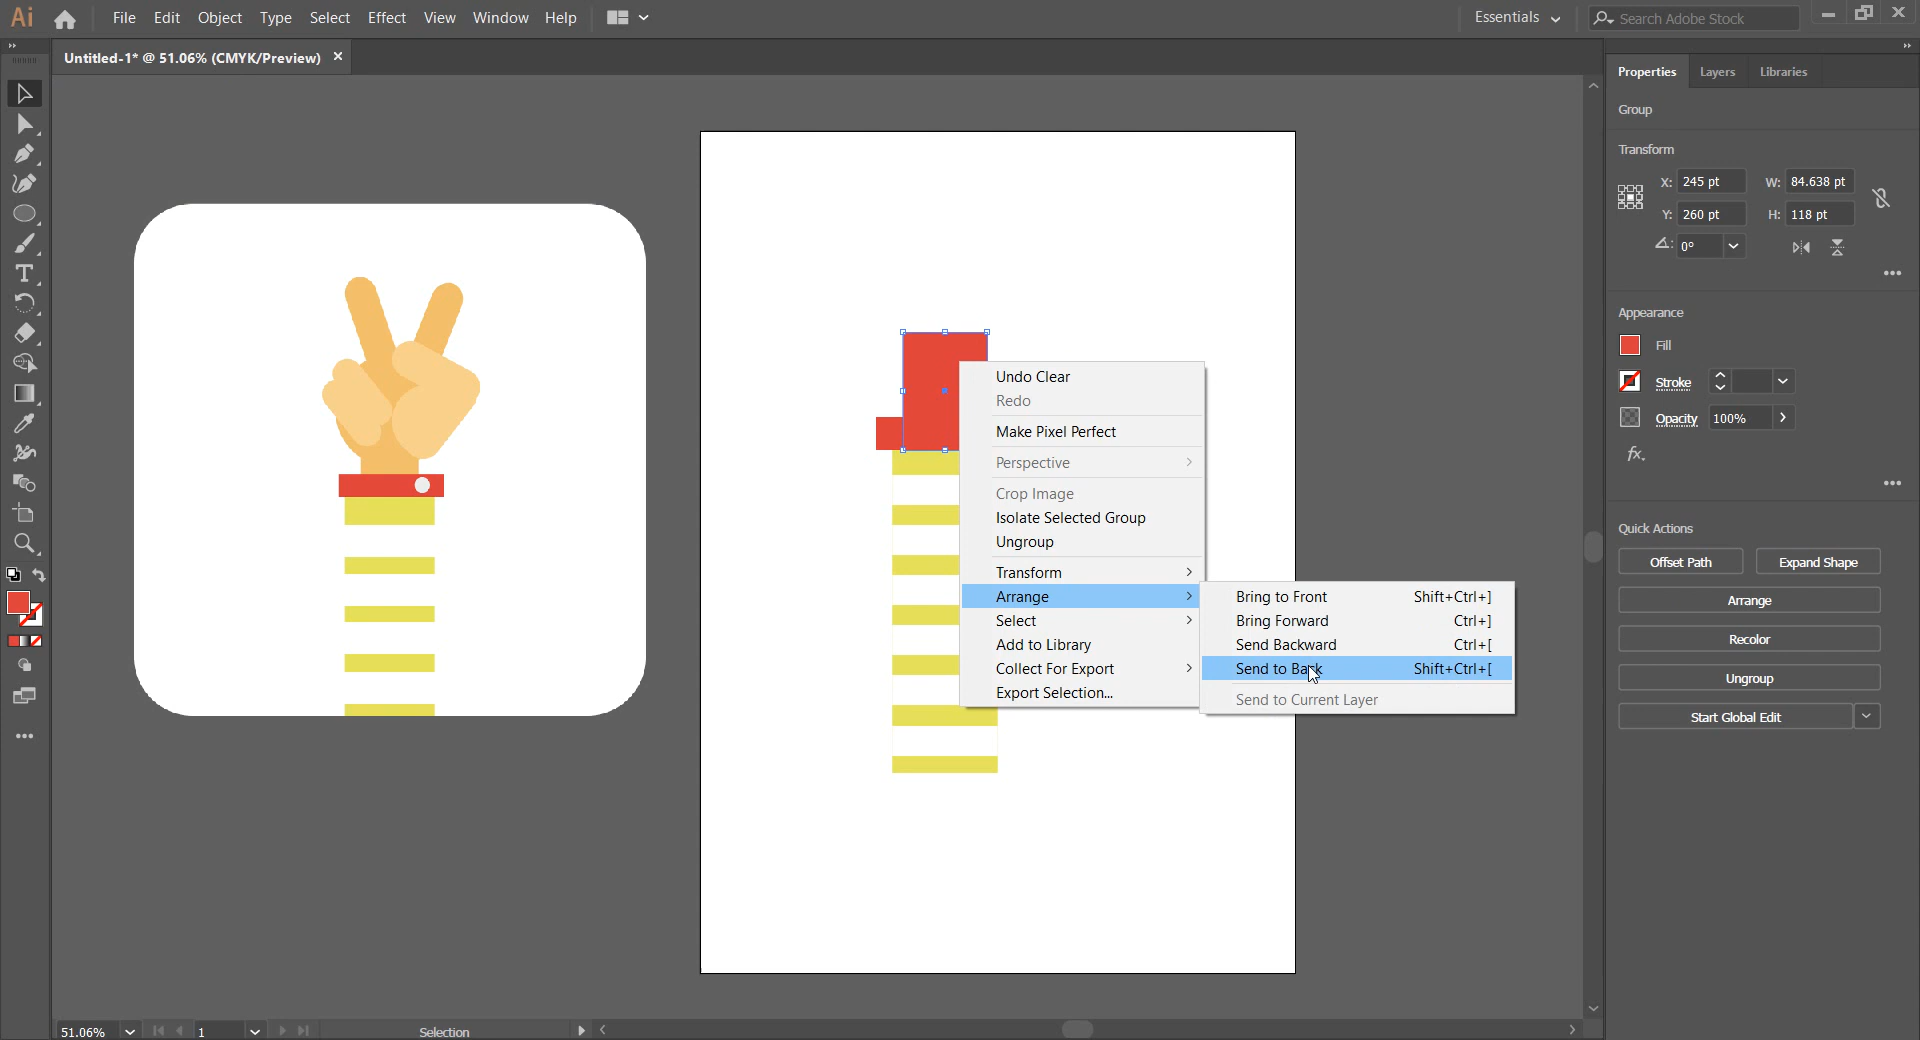 Ai File Edit Object Type Select Effect View Window Help Essentials Search Adobe Stock
Untitled-1* @ 51.06% (CMYK/Preview) ×
Properties Layers Libraries
Group
Transform
X: 245 pt W: 84.638 pt
Y: 260 pt H: 118 pt
0°
Appearance
Fill
Stroke
Opacity 100%
fx.
Quick Actions
Offset Path Expand Shape
Arrange
Recolor
Ungroup
Start Global Edit
Undo Clear
Redo
Make Pixel Perfect
Perspective
Crop Image
Isolate Selected Group
Ungroup
Transform
Arrange
Select
Add to Library
Collect For Export
Export Selection...
Bring to Front Shift+Ctrl+]
Bring Forward Ctrl+]
Send Backward Ctrl+[
Send to Back Shift+Ctrl+[
Send to Current Layer
51.06% 1 Selection